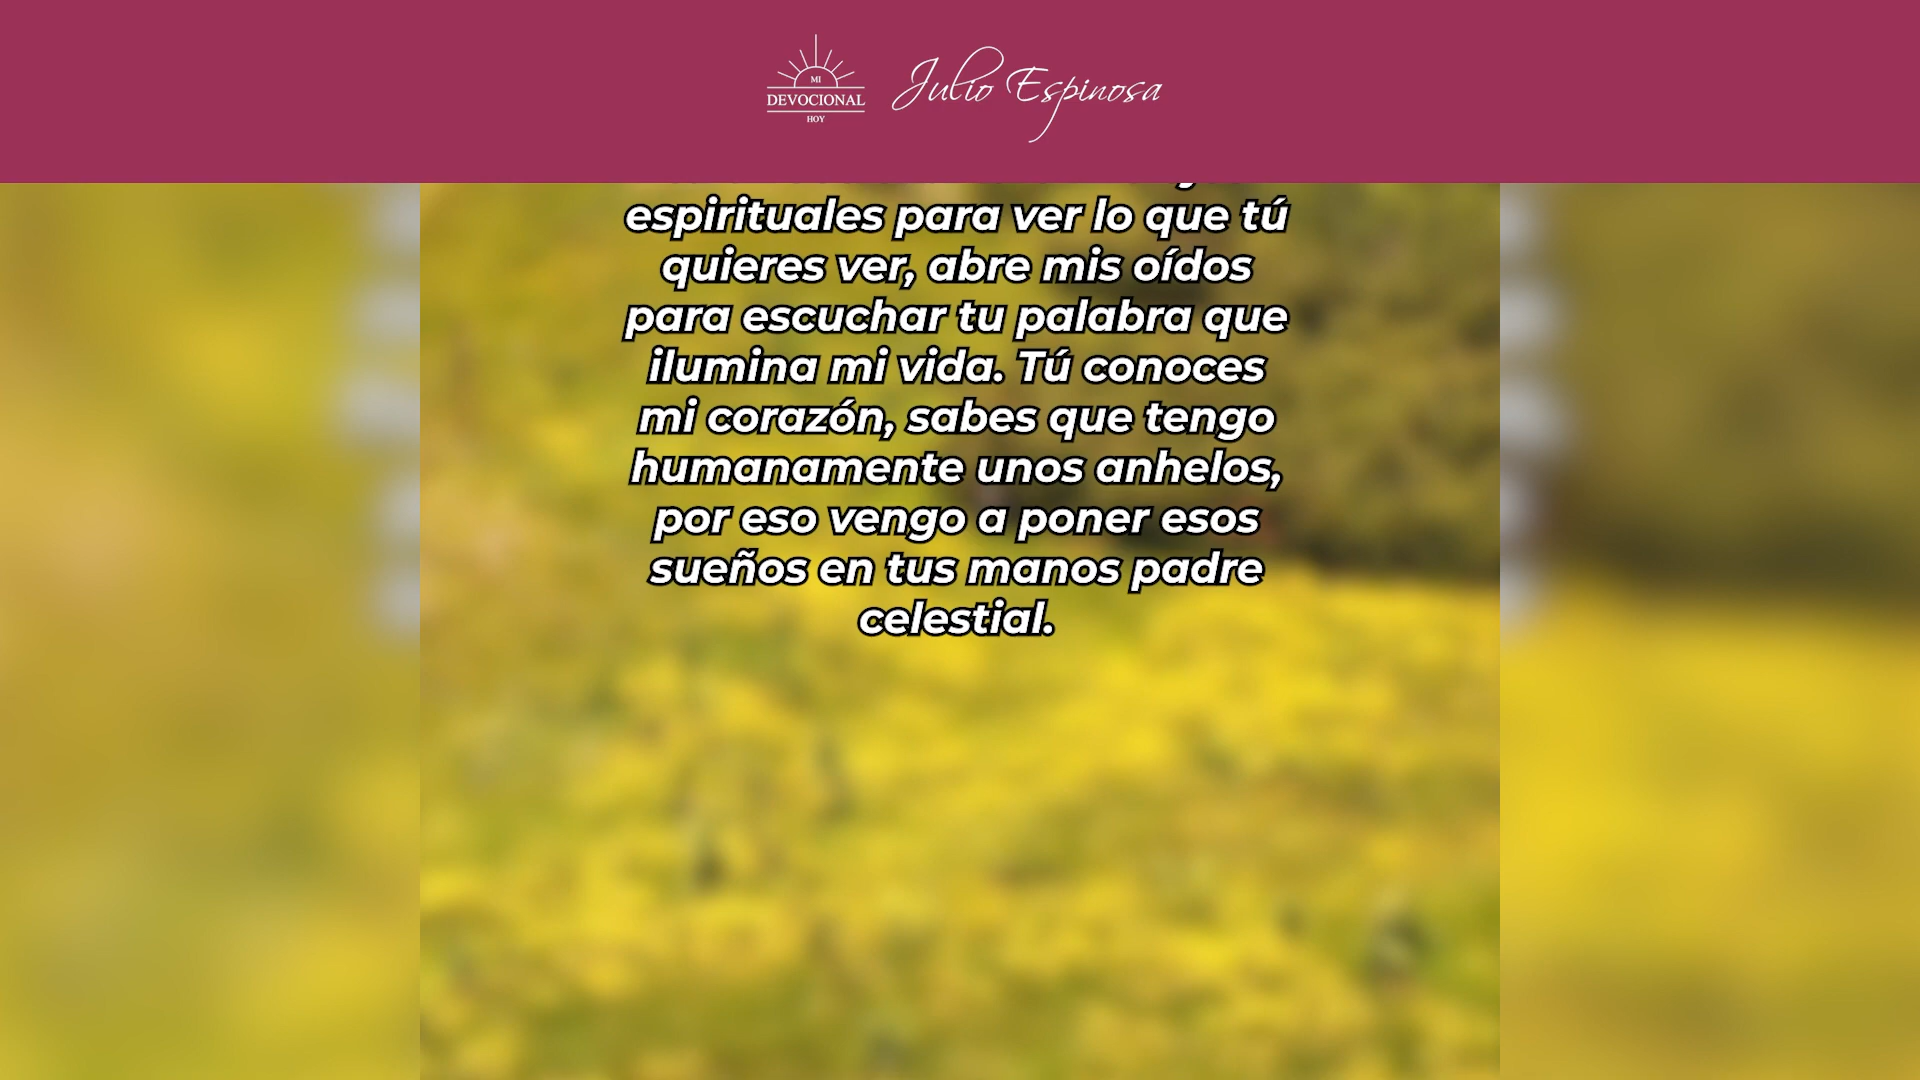 MI
DEVOCIONAL
HOY
Julio Espinosa
espirituales para ver lo que tú
quieres ver, abre mis oídos
para escuchar tu palabra que
ilumina mi vida. Tú conoces
mi corazón, sabes que tengo
humanamente unos anhelos,
por eso vengo a poner esos
sueños en tus manos padre
celestial.